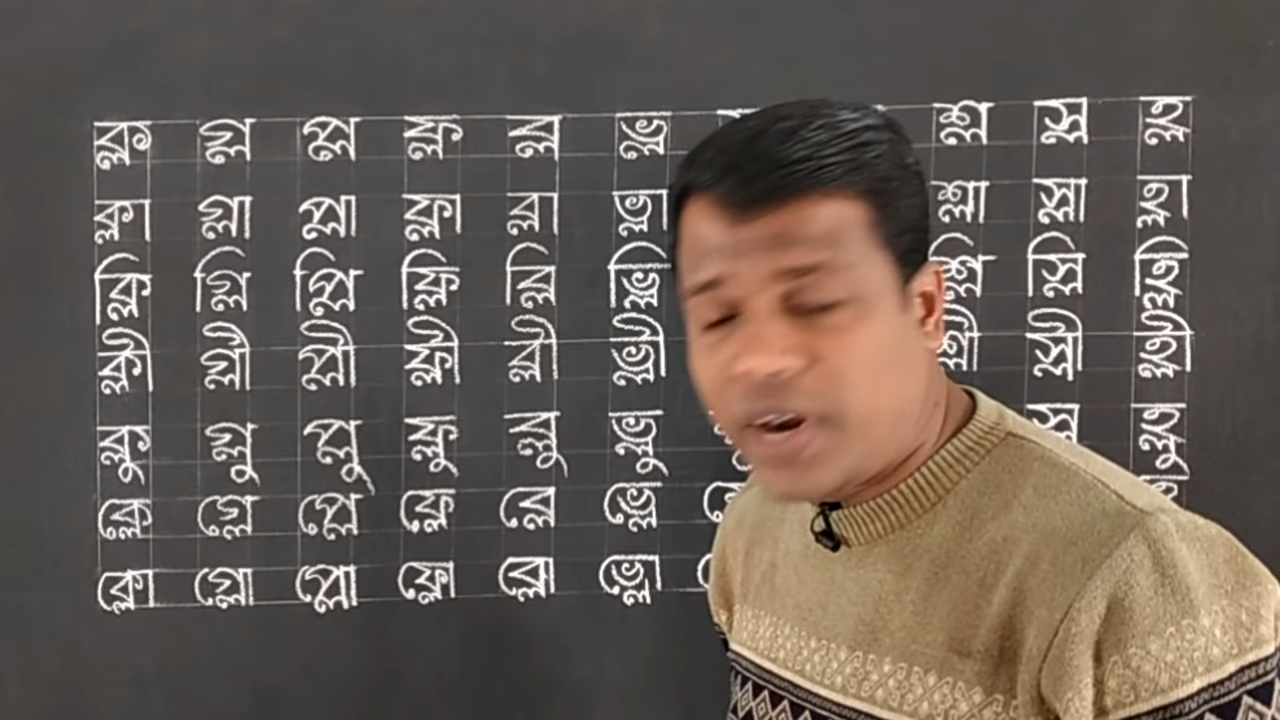 ক্ল গ্ল প্ল ফ্ল ব্ল ভ্ল শ্ল স্ল হ্ল
ক্লা গ্লা প্লা ফ্লা ব্লা ভ্লা শ্লা স্লা হ্লা
ক্লি গ্লি প্লি ফ্লি ব্লি ভ্লি শ্লি স্লি হ্লি
ক্লী গ্লী প্লী ফ্লী ব্লী ভ্লী শ্লী স্লী হ্লী
ক্লু গ্লু প্লু ফ্লু ব্লু ভ্লু হ্লু
ক্লে গ্লে প্লে ফ্লে ব্লে ভ্লে
ক্লো গ্লো প্লো ফ্লো ব্লো ভ্লো